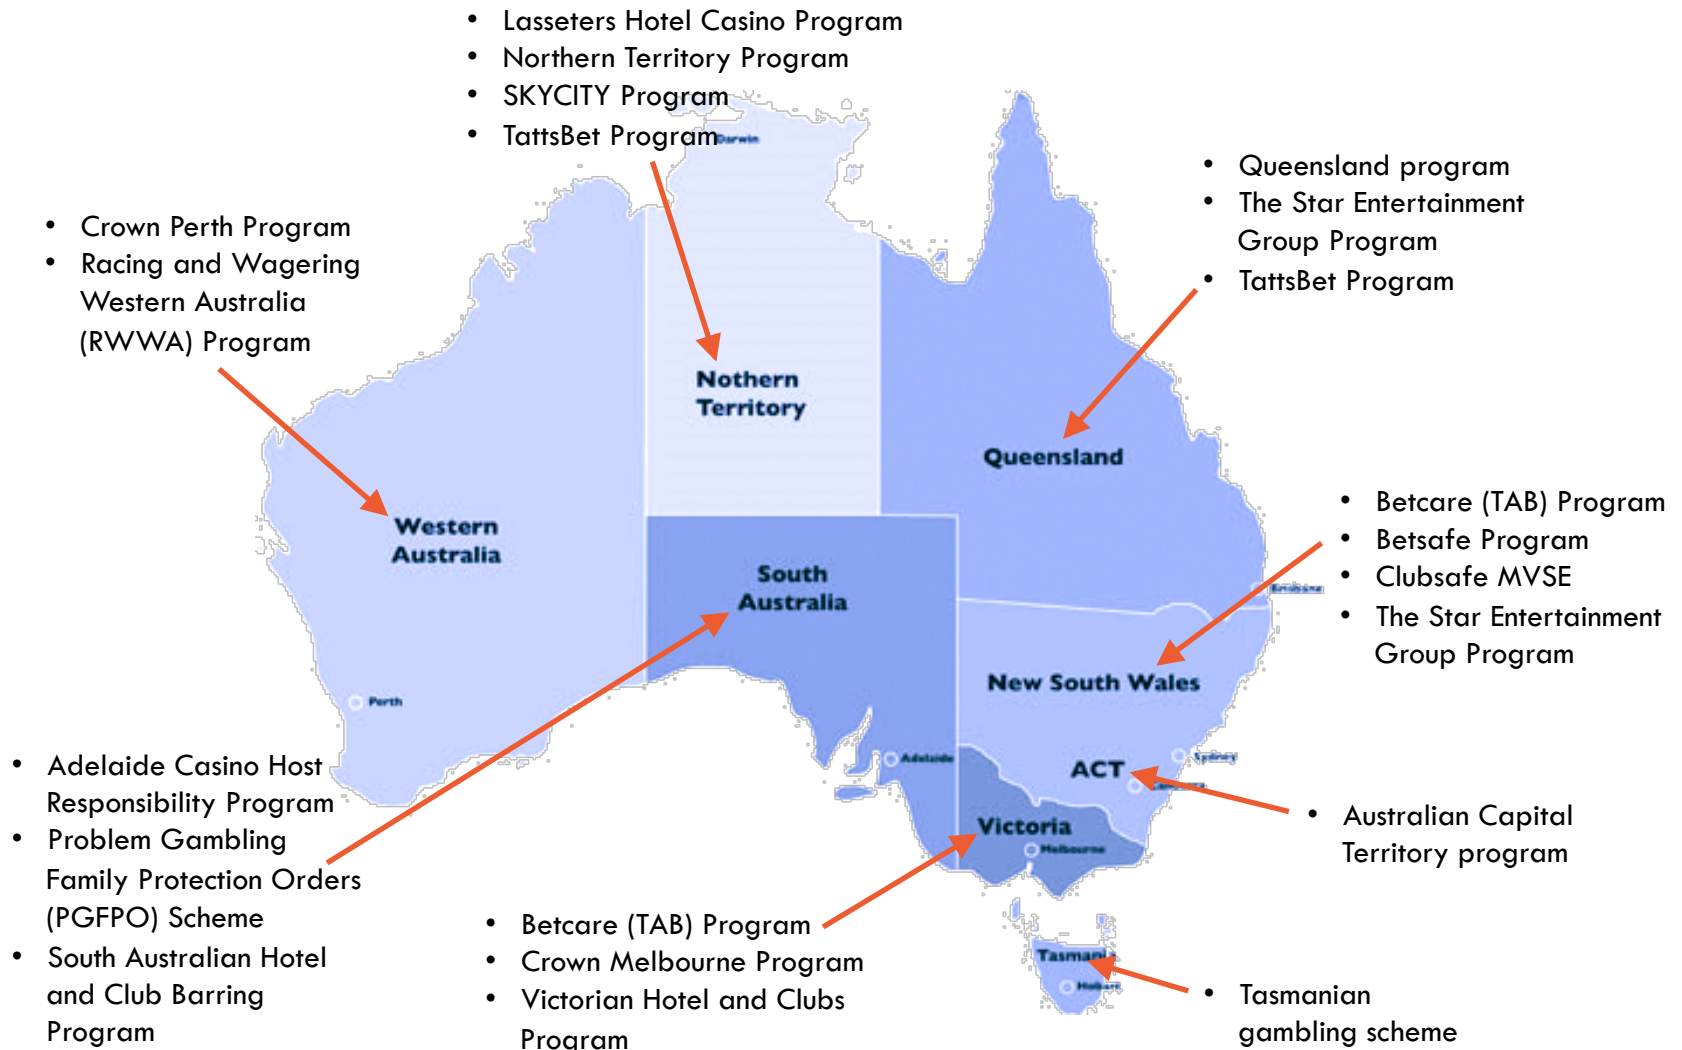 • Lasseters Hotel Casino Program
• Northern Territory Program
• SKYCITY Program
• TattsBet Program
Darwin
• Queensland program
• The Star Entertainment
Group Program
• TattsBet Program
• Crown Perth Program
• Racing and Wagering
Western Australia
(RWWA) Program
Nothern
Territory
Queensland
Western
Australia
South
Australia
• Betcare (TAB) Program
• Betsafe Program
• Clubsafe MVSE
• The Star Entertainment
Group Program
Brisbane
New South Wales
Perth
Adelaide
Sydney
ACT
Victoria
Melbourne
• Adelaide Casino Host
Responsibility Program
• Problem Gambling
Family Protection Orders
(PGFPO) Scheme
• South Australian Hotel
and Club Barring
Program
• Australian Capital
Territory program
• Betcare (TAB) Program
• Crown Melbourne Program
• Victorian Hotel and Clubs
Program
Tasmania
Hobart
• Tasmanian
gambling scheme